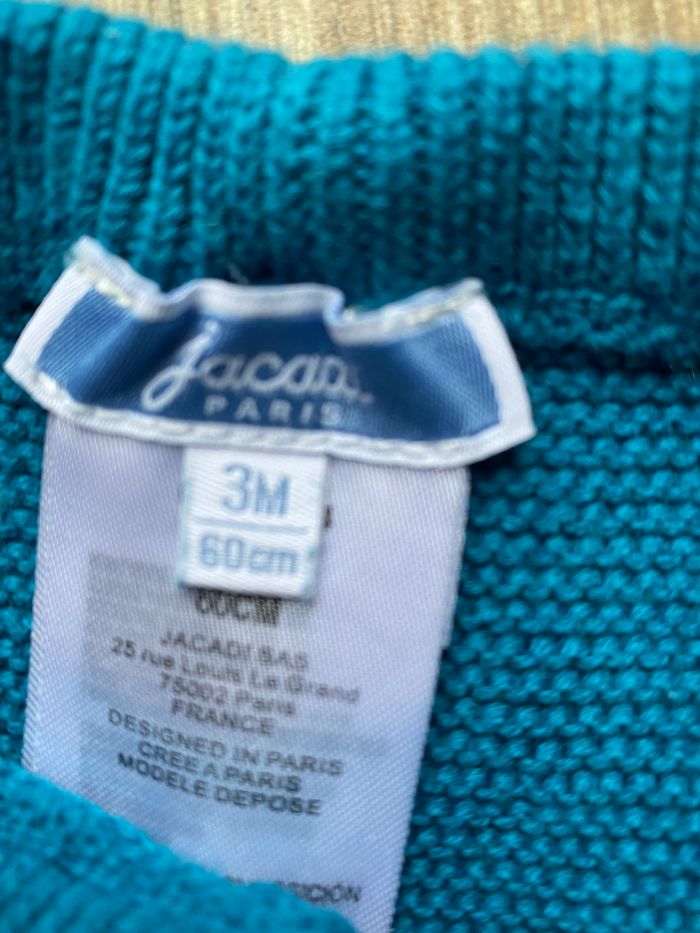 Jacadi
PARIS
3M
60cm
60CM
JACADI SAS
25 rue Louis Le Grand
75002 Paris
FRANCE
DESIGNED IN PARIS
CREE A PARIS
MODELE DEPOSE